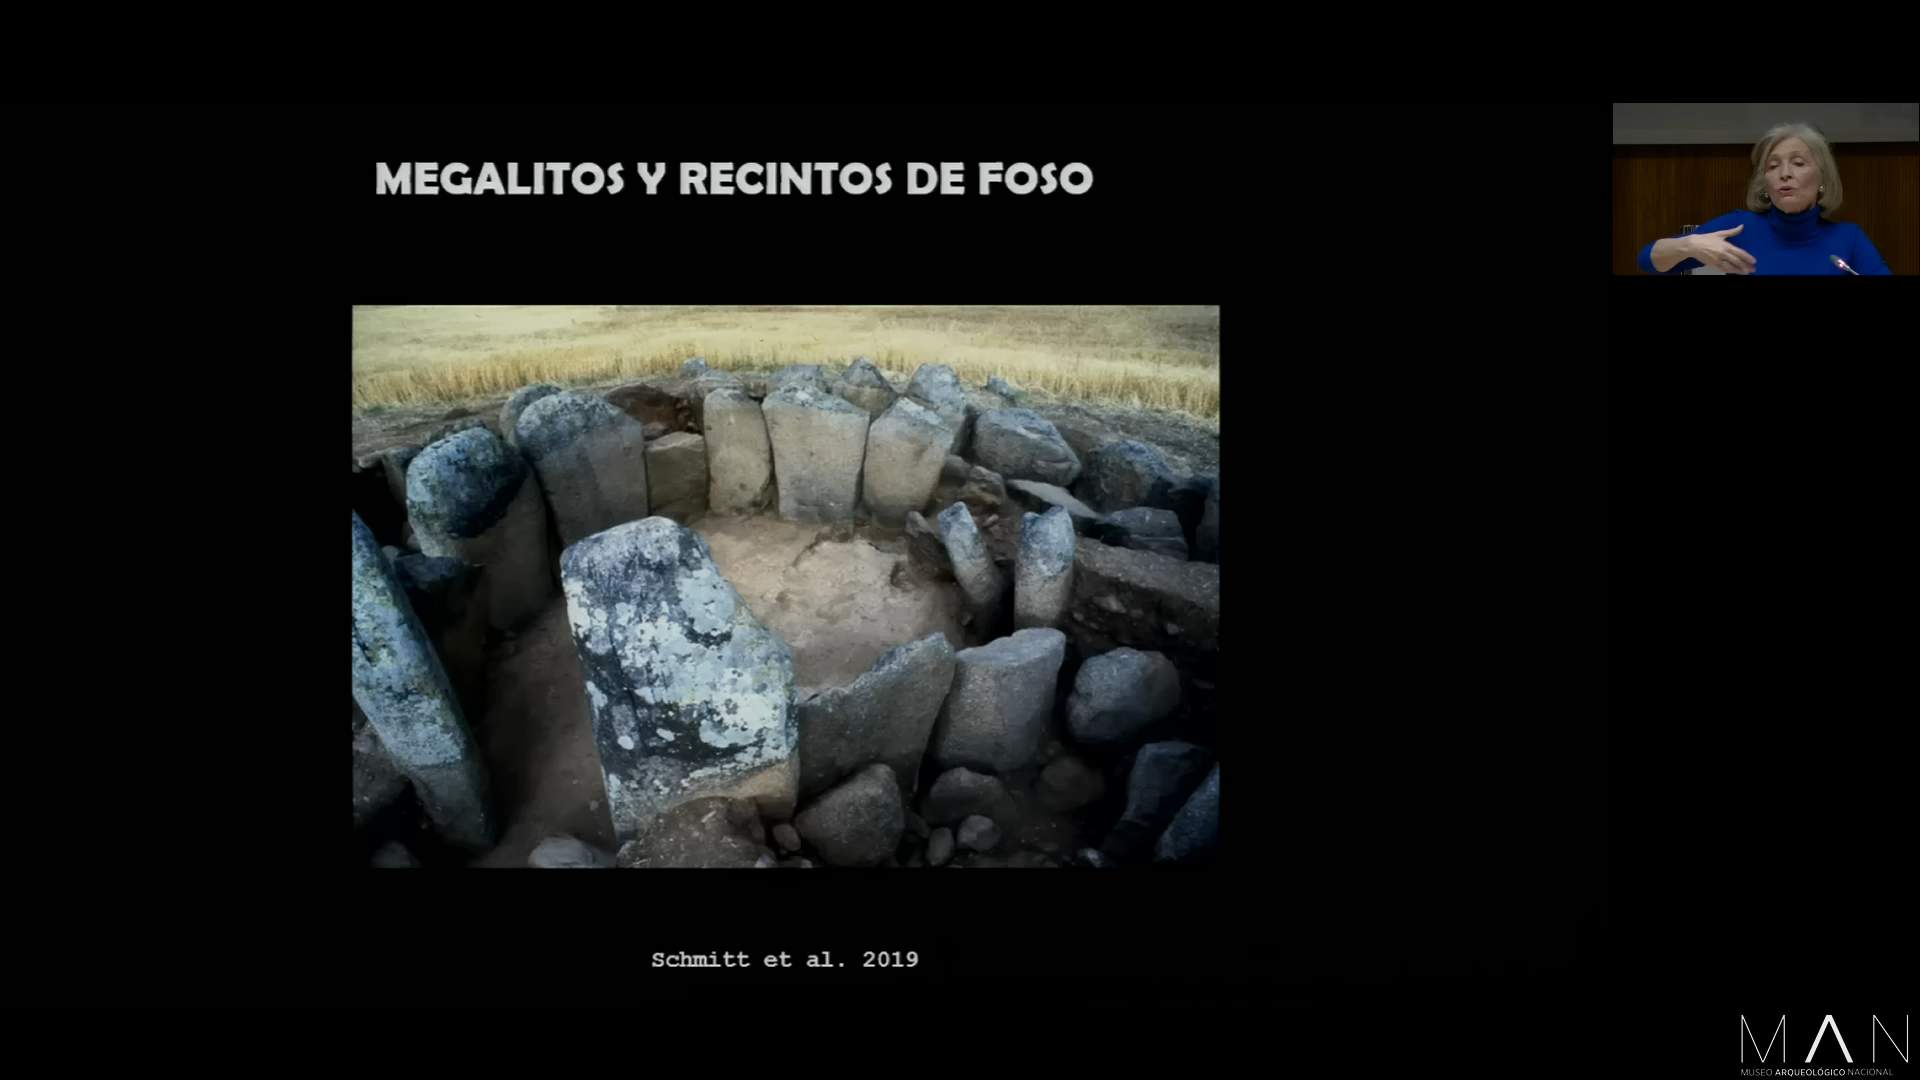 MEGALITOS Y RECINTOS DE FOSO
Schmitt et al. 2019
MAN
MUSEO ARQUEOLÓGICO NACIONAL